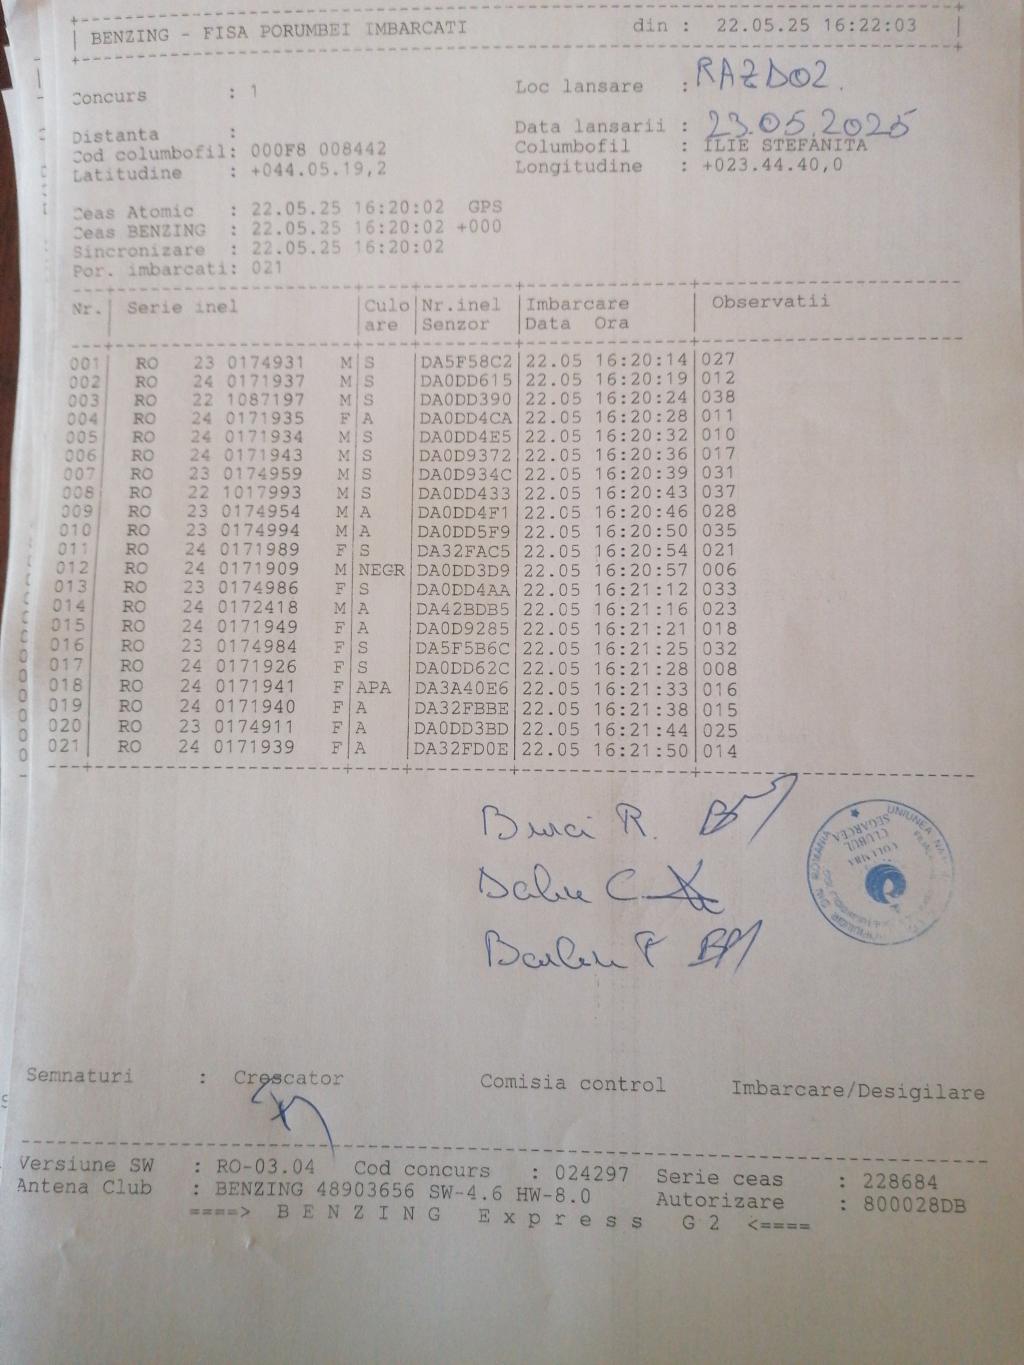 BENZING - FISA PORUMBEI IMBARCATI din : 22.05.25 16:22:03
Concurs : 1 Loc lansare : RAZDOZ.
Distanta : Data lansarii : 23.05.2025
Cod columbofil: 000F8 008442 Columbofil : ILIE STEFANITA
Latitudine : +044.05.19,2 Longitudine : +023.44.40,0
Ceas Atomic : 22.05.25 16:20:02 GPS
Ceas BENZING : 22.05.25 16:20:02 +000
Sincronizare : 22.05.25 16:20:02
Por. imbarcati: 021
Nr. Serie inel Culo Nr.inel Imbarcare Observatii
are Senzor Data Ora
001 RO 23 0174931 M S DA5F58C2 22.05 16:20:14 027
002 RO 24 0171937 M S DA0DD615 22.05 16:20:19 012
003 RO 22 1087197 M S DA0DD390 22.05 16:20:24 038
004 RO 24 0171935 F A DA0DD4CA 22.05 16:20:28 011
005 RO 24 0171934 M S DA0DD4E5 22.05 16:20:32 010
006 RO 24 0171943 M S DA0D9372 22.05 16:20:36 017
007 RO 23 0174959 M S DA0D934C 22.05 16:20:39 031
008 RO 22 1017993 M S DA0DD433 22.05 16:20:43 037
009 RO 23 0174954 M A DA0DD4F1 22.05 16:20:46 028
010 RO 23 0174994 M A DA0DD5F9 22.05 16:20:50 035
011 RO 24 0171989 F S DA32FAC5 22.05 16:20:54 021
012 RO 24 0171909 M NEGR DA0DD3D9 22.05 16:20:57 006
013 RO 23 0174986 F S DA0DD4AA 22.05 16:21:12 033
014 RO 24 0172418 M A DA42BDB5 22.05 16:21:16 023
015 RO 24 0171949 F A DA0D9285 22.05 16:21:21 018
016 RO 23 0174984 F S DA5F5B6C 22.05 16:21:25 032
017 RO 24 0171926 F S DA0DD62C 22.05 16:21:28 008
018 RO 24 0171941 F APA DA3A40E6 22.05 16:21:33 016
019 RO 24 0171940 F A DA32FBBE 22.05 16:21:38 015
020 RO 23 0174911 F A DA0DD3BD 22.05 16:21:44 025
021 RO 24 0171939 F A DA32FD0E 22.05 16:21:50 014
R.
C.
CLUBUL
SEGARCEA
ROMANIA
UNIUNEA
Semnaturi : Crescator Comisia control Imbarcare/Desigilare
Versiune SW : RO-03.04 Cod concurs : 024297 Serie ceas : 228684
Antena Club : BENZING 48903656 SW-4.6 HW-8.0 Autorizare : 800028DB
====> B E N Z I N G E x p r e s s G 2 <====